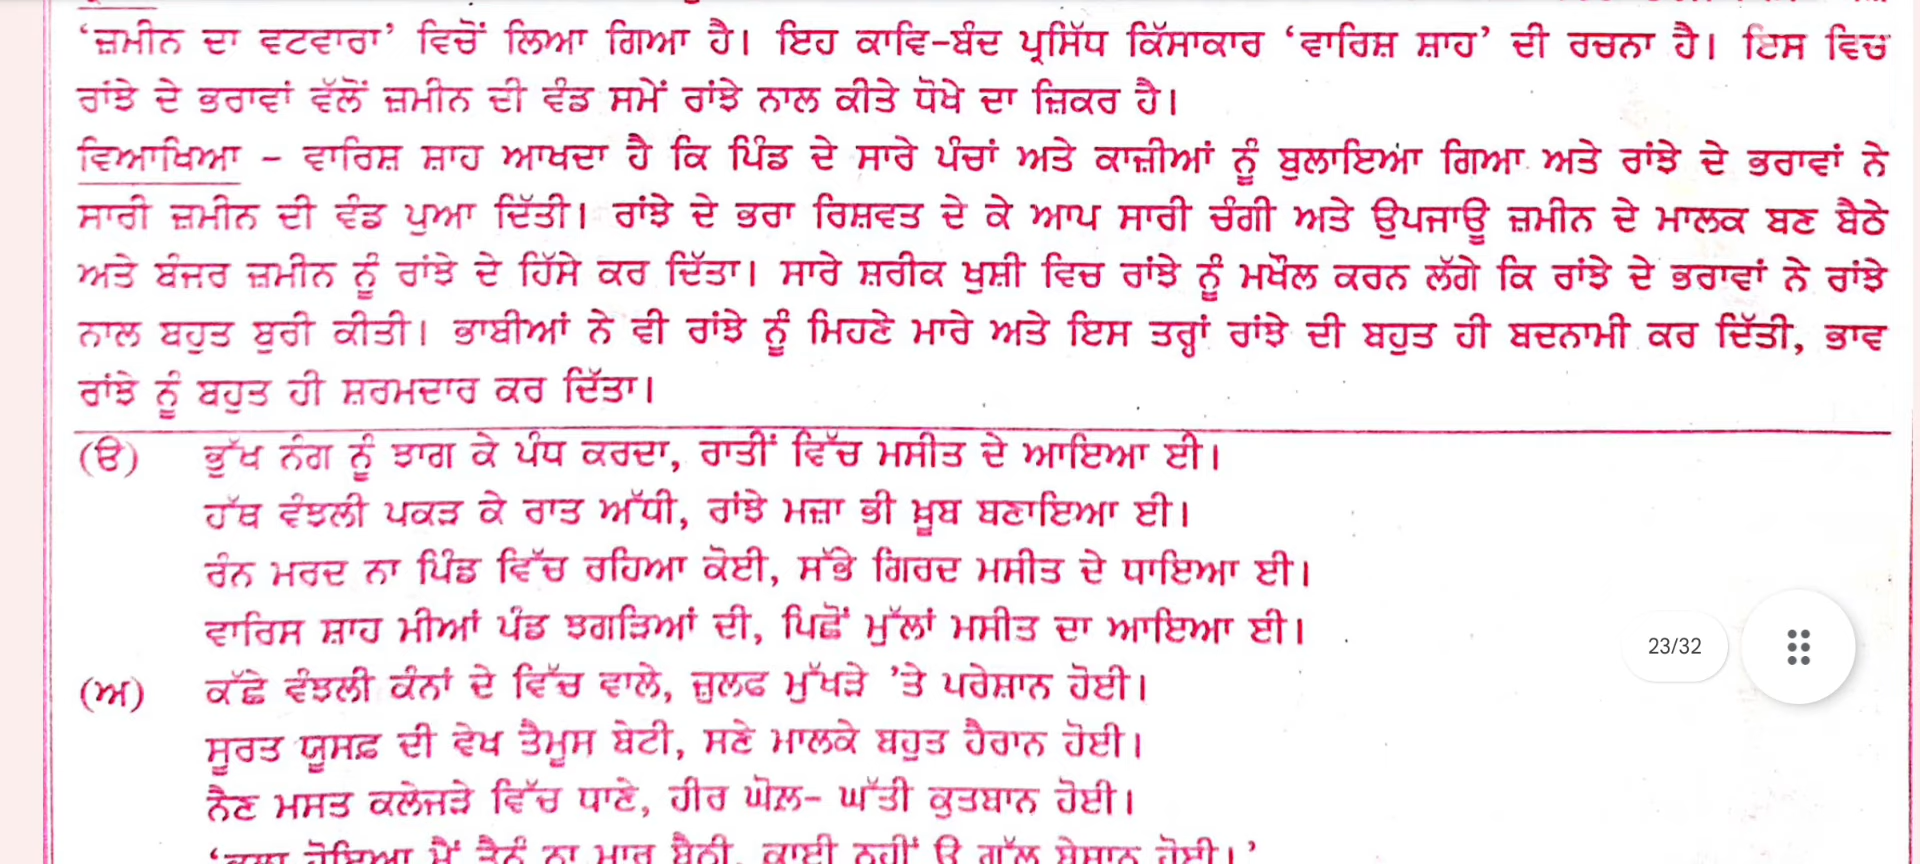 ‘ਜ਼ਮੀਨ ਦਾ ਵਟਵਾਰਾ’ ਵਿਚੋਂ ਲਿਆ ਗਿਆ ਹੈ। ਇਹ ਕਾਵਿ-ਬੰਦ ਪ੍ਰਸਿੱਧ ਕਿੱਸਾਕਾਰ ‘ਵਾਰਿਸ਼ ਸ਼ਾਹ’ ਦੀ ਰਚਨਾ ਹੈ। ਇਸ ਵਿਚ
ਰਾਂਝੇ ਦੇ ਭਰਾਵਾਂ ਵੱਲੋਂ ਜ਼ਮੀਨ ਦੀ ਵੰਡ ਸਮੇਂ ਰਾਂਝੇ ਨਾਲ ਕੀਤੇ ਧੋਖੇ ਦਾ ਜ਼ਿਕਰ ਹੈ।
ਵਿਆਖਿਆ - ਵਾਰਿਸ਼ ਸ਼ਾਹ ਆਖਦਾ ਹੈ ਕਿ ਪਿੰਡ ਦੇ ਸਾਰੇ ਪੰਚਾਂ ਅਤੇ ਕਾਜ਼ੀਆਂ ਨੂੰ ਬੁਲਾਇਆਂ ਗਿਆ ਅਤੇ ਰਾਂਝੇ ਦੇ ਭਰਾਵਾਂ ਨੇ
ਸਾਰੀ ਜ਼ਮੀਨ ਦੀ ਵੰਡ ਪੁਆ ਦਿੱਤੀ। ਰਾਂਝੇ ਦੇ ਭਰਾ ਰਿਸ਼ਵਤ ਦੇ ਕੇ ਆਪ ਸਾਰੀ ਚੰਗੀ ਅਤੇ ਉਪਜਾਊ ਜ਼ਮੀਨ ਦੇ ਮਾਲਕ ਬਣ ਬੈਠੇ
ਅਤੇ ਬੰਜਰ ਜ਼ਮੀਨ ਨੂੰ ਰਾਂਝੇ ਦੇ ਹਿੱਸੇ ਕਰ ਦਿੱਤਾ। ਸਾਰੇ ਸ਼ਰੀਕ ਖੁਸ਼ੀ ਵਿਚ ਰਾਂਝੇ ਨੂੰ ਮਖੌਲ ਕਰਨ ਲੱਗੇ ਕਿ ਰਾਂਝੇ ਦੇ ਭਰਾਵਾਂ ਨੇ ਰਾਂਝੇ
ਨਾਲ ਬਹੁਤ ਬੁਰੀ ਕੀਤੀ। ਭਾਬੀਆਂ ਨੇ ਵੀ ਰਾਂਝੇ ਨੂੰ ਮਿਹਣੇ ਮਾਰੇ ਅਤੇ ਇਸ ਤਰ੍ਹਾਂ ਰਾਂਝੇ ਦੀ ਬਹੁਤ ਹੀ ਬਦਨਾਮੀ ਕਰ ਦਿੱਤੀ, ਭਾਵ
ਰਾਂਝੇ ਨੂੰ ਬਹੁਤ ਹੀ ਸ਼ਰਮਦਾਰ ਕਰ ਦਿੱਤਾ।
(ੳ) ਭੁੱਖ ਨੰਗ ਨੂੰ ਝਾਗ ਕੇ ਪੰਧ ਕਰਦਾ, ਰਾਤੀਂ ਵਿੱਚ ਮਸੀਤ ਦੇ ਆਇਆ ਈ।
ਹੱਥ ਵੰਝਲੀ ਪਕੜ ਕੇ ਰਾਤ ਅੱਧੀ, ਰਾਂਝੇ ਮਜ਼ਾ ਭੀ ਖ਼ੂਬ ਬਣਾਇਆ ਈ।
ਰੰਨ ਮਰਦ ਨਾ ਪਿੰਡ ਵਿੱਚ ਰਹਿਆ ਕੋਈ, ਸੱਭੇ ਗਿਰਦ ਮਸੀਤ ਦੇ ਧਾਇਆ ਈ।
ਵਾਰਿਸ ਸ਼ਾਹ ਮੀਆਂ ਪੰਡ ਝਗੜਿਆਂ ਦੀ, ਪਿਛੋਂ ਮੁੱਲਾਂ ਮਸੀਤ ਦਾ ਆਇਆ ਈ।
23/32
(ਅ) ਕੱਛੇ ਵੰਝਲੀ ਕੰਨਾਂ ਦੇ ਵਿੱਚ ਵਾਲੇ, ਜ਼ੁਲਫ ਮੁੱਖੜੇ ’ਤੇ ਪਰੇਸ਼ਾਨ ਹੋਈ।
ਸੂਰਤ ਯੂਸਫ਼ ਦੀ ਵੇਖ ਤੈਮੂਸ ਬੇਟੀ, ਸਣੇ ਮਾਲਕੇ ਬਹੁਤ ਹੈਰਾਨ ਹੋਈ।
ਨੈਣ ਮਸਤ ਕਲੇਜੜੇ ਵਿੱਚ ਧਾਣੇ, ਹੀਰ ਘੋਲ਼- ਘੱਤੀ ਕੁਤਬਾਨ ਹੋਈ।